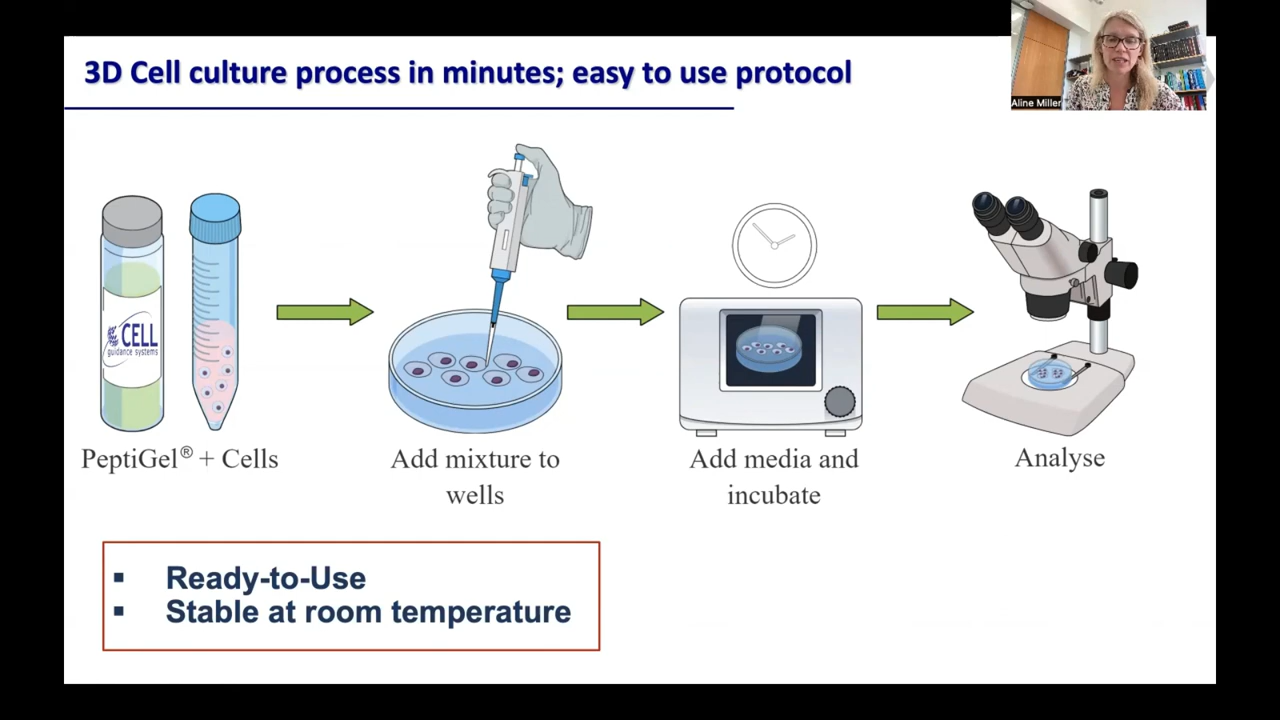 3D Cell culture process in minutes; easy to use protocol
Aline Miller
CELL
guidance systems
PeptiGel® + Cells
Add mixture to
wells
Add media and
incubate
Analyse
▪ Ready-to-Use
▪ Stable at room temperature